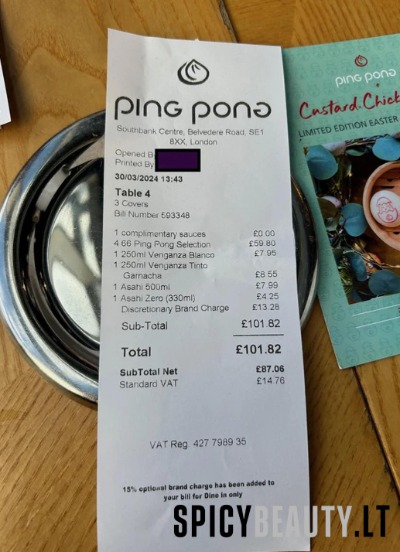 PING PONG
Southbank Centre, Belvedere Road, SE1
8XX, London
Opened B
Printed By
30/03/2024 13:43
Table 4
3 Covers
Bill Number 593348
1 complimentary sauces £0.00
4.66 Ping Pong Selection £59.80
1 250ml Venganza Blanco £7.95
1 250ml Venganza Tinto
Garnacha £8.55
1 Asahi 500ml £7.99
1 Asahi Zero (330ml) £4.25
Discretionary Brand Charge £13.28
Sub-Total £101.82
Total £101.82
SubTotal Net £87.06
Standard VAT £14.76
VAT Reg. 427 7989 35
15% optional brand charge has been added to
your bill for Dine in only
PING PONG
Custard Chick
LIMITED EDITION EASTER
SPICYBEAUTY.LT